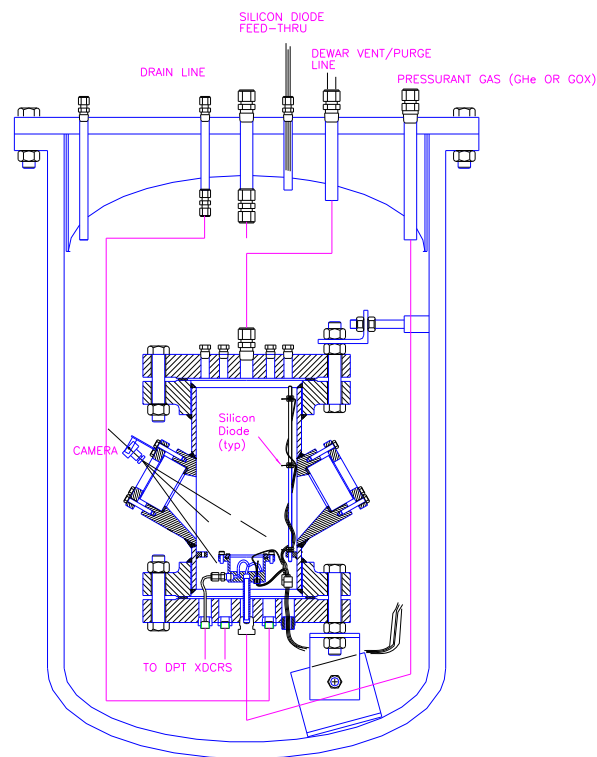 SILICON DIODE
FEED-THRU
DEWAR VENT/PURGE
LINE
DRAIN LINE
PRESSURANT GAS (GHe OR GOX)
Silicon
Diode
(typ)
CAMERA
TO DPT XDCRS